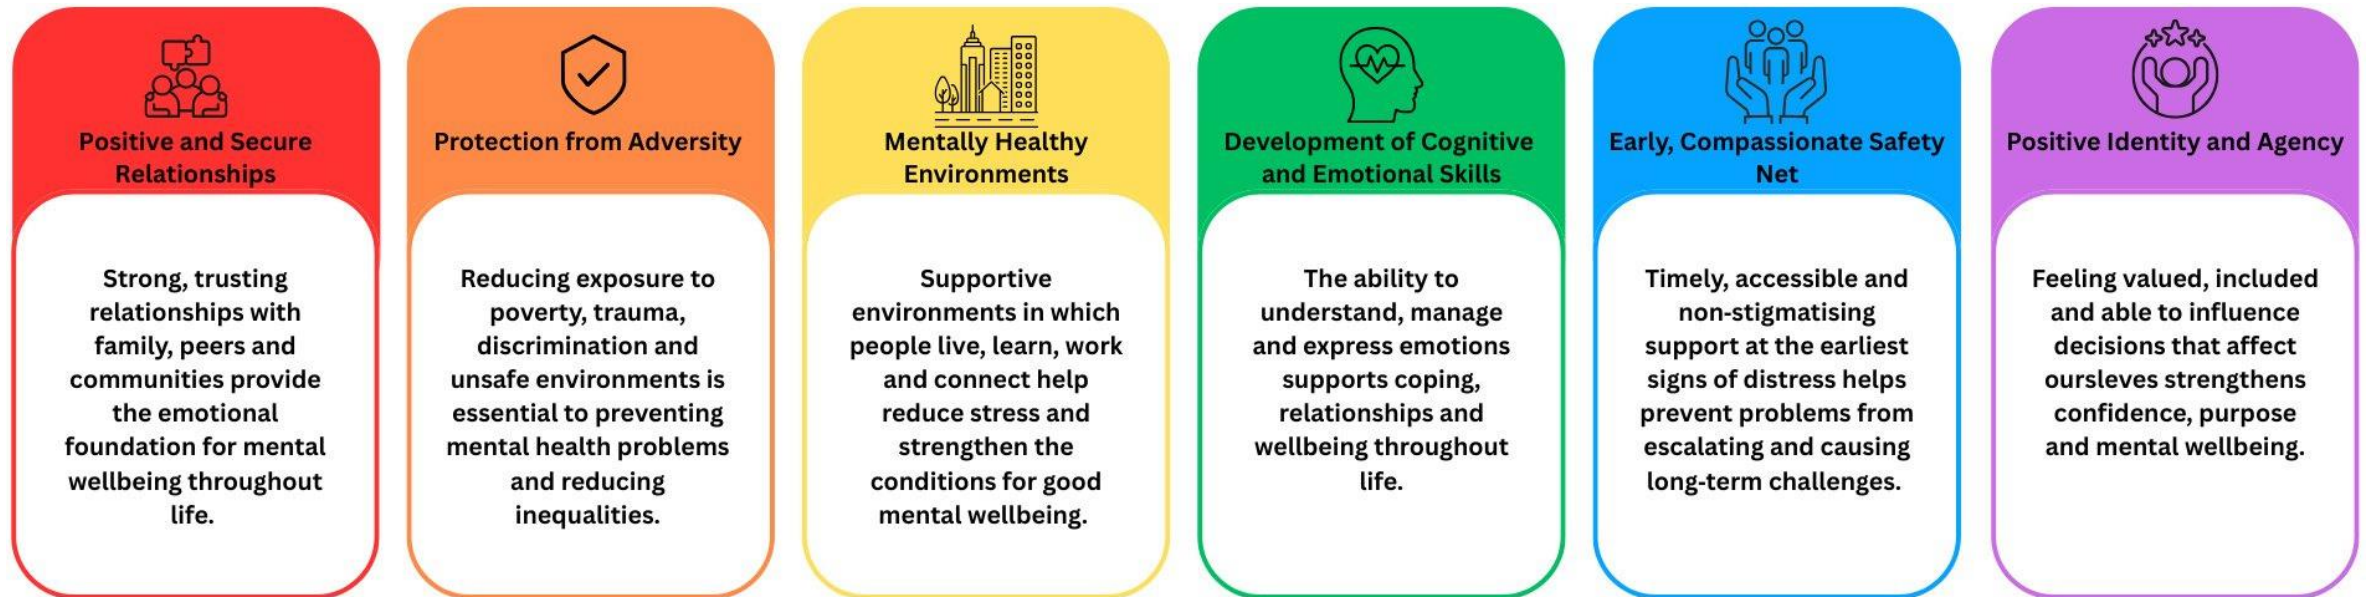 Positive and Secure
Relationships
Strong, trusting
relationships with
family, peers and
communities provide
the emotional
foundation for mental
wellbeing throughout
life.
Protection from Adversity
Reducing exposure to
poverty, trauma,
discrimination and
unsafe environments is
essential to preventing
mental health problems
and reducing
inequalities.
Mentally Healthy
Environments
Supportive
environments in which
people live, learn, work
and connect help
reduce stress and
strengthen the
conditions for good
mental wellbeing.
Development of Cognitive
and Emotional Skills
The ability to
understand, manage
and express emotions
supports coping,
relationships and
wellbeing throughout
life.
Early, Compassionate Safety
Net
Timely, accessible and
non-stigmatising
support at the earliest
signs of distress helps
prevent problems from
escalating and causing
long-term challenges.
Positive Identity and Agency
Feeling valued, included
and able to influence
decisions that affect
oursleves strengthens
confidence, purpose
and mental wellbeing.